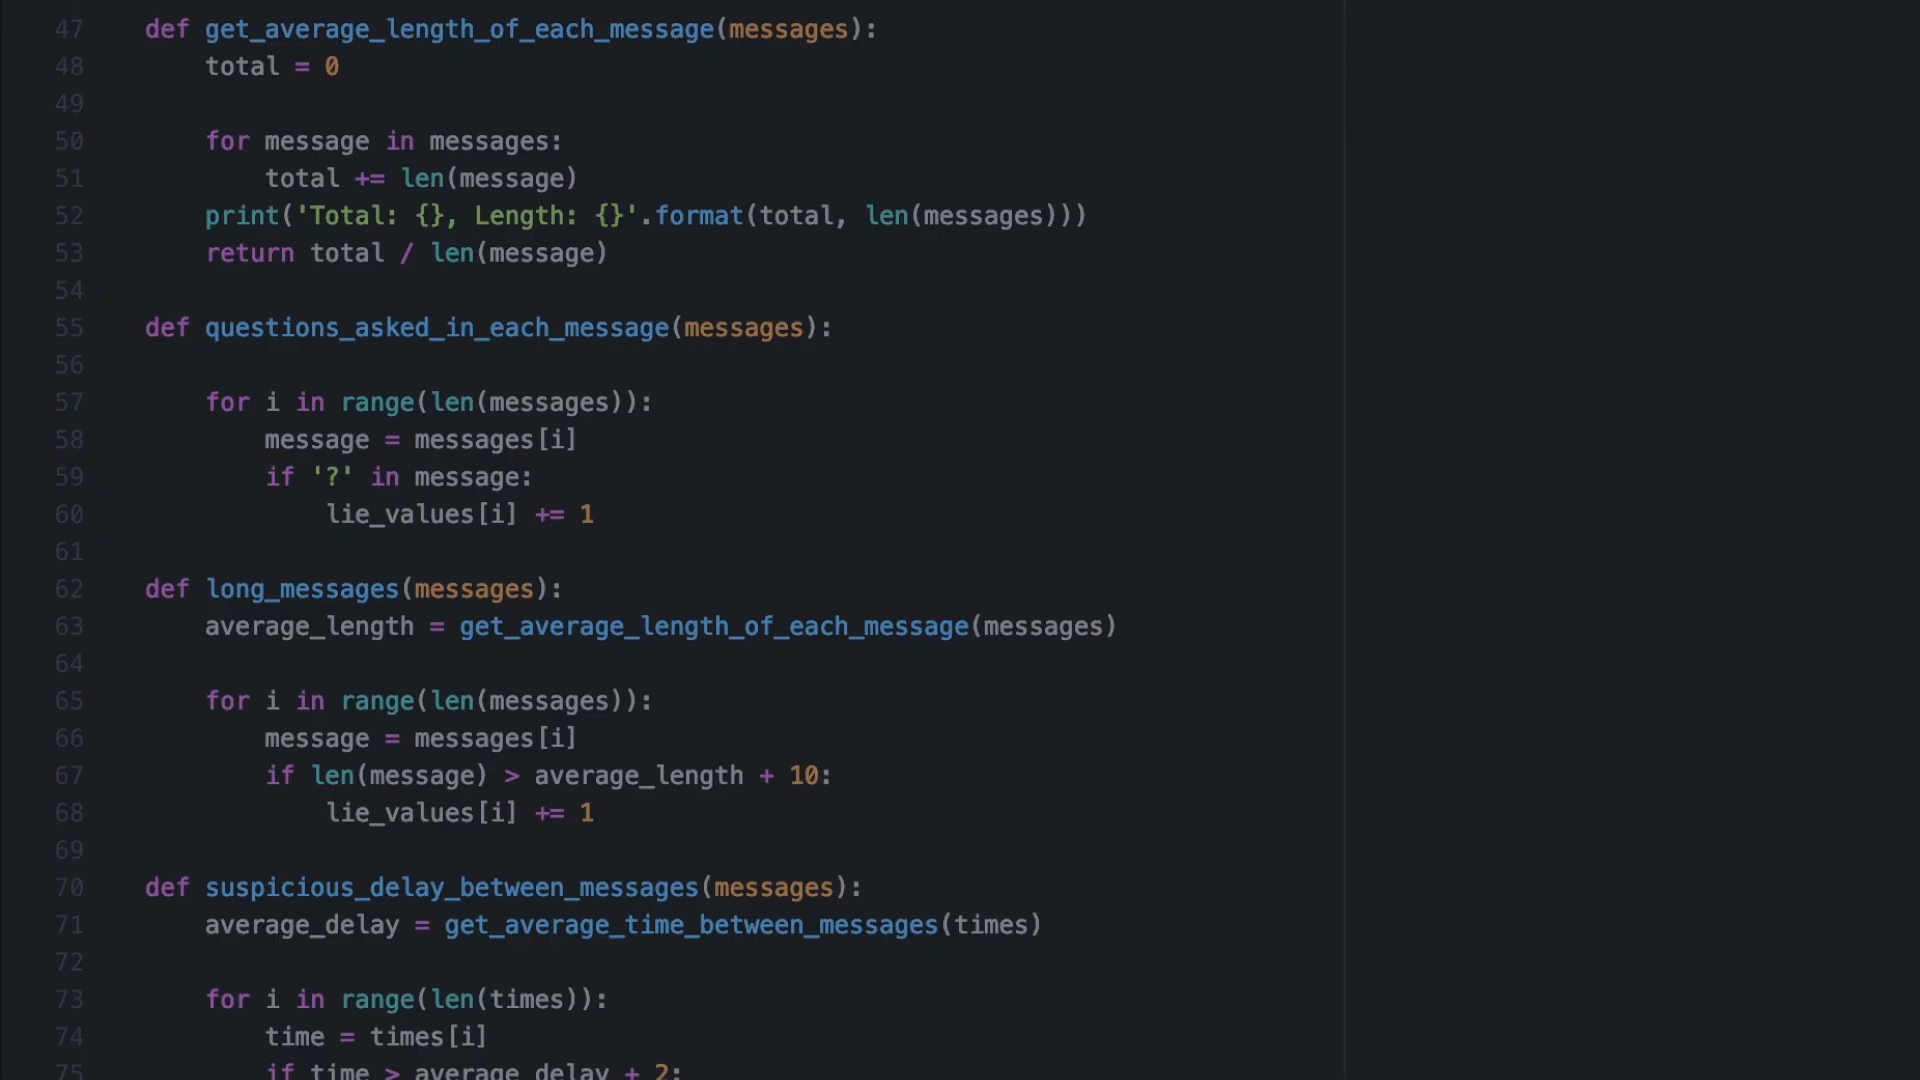 47 def get_average_length_of_each_message(messages):
48 total = 0
49
50 for message in messages:
51 total += len(message)
52 print('Total: {}, Length: {}'.format(total, len(messages)))
53 return total / len(message)
54
55 def questions_asked_in_each_message(messages):
56
57 for i in range(len(messages)):
58 message = messages[i]
59 if '?' in message:
60 lie_values[i] += 1
61
62 def long_messages(messages):
63 average_length = get_average_length_of_each_message(messages)
64
65 for i in range(len(messages)):
66 message = messages[i]
67 if len(message) > average_length + 10:
68 lie_values[i] += 1
69
70 def suspicious_delay_between_messages(messages):
71 average_delay = get_average_time_between_messages(times)
72
73 for i in range(len(times)):
74 time = times[i]
75 if time > average_delay + 2: